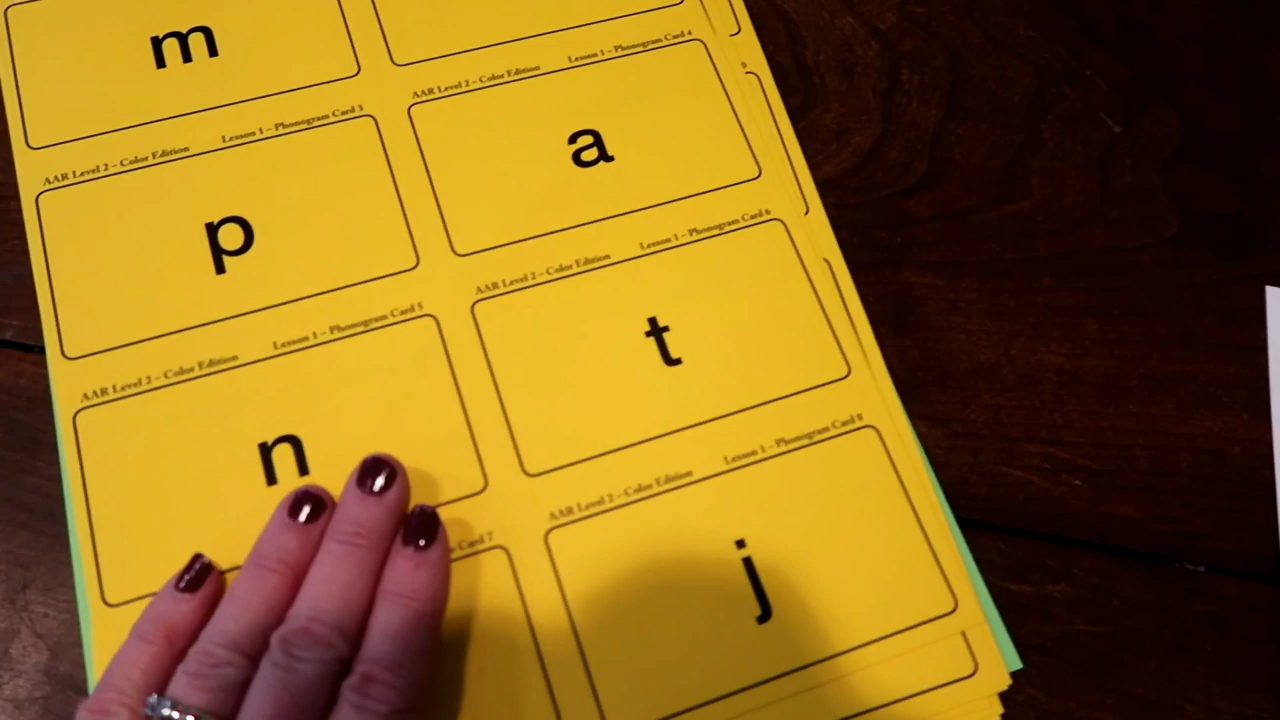 m
AAR Level 2 – Color Edition Lesson 1 – Phonogram Card 3
p
AAR Level 2 – Color Edition Lesson 1 – Phonogram Card 4
a
AAR Level 2 – Color Edition Lesson 1 – Phonogram Card 5
n
AAR Level 2 – Color Edition Lesson 1 – Phonogram Card 6
t
Card 7
AAR Level 2 – Color Edition Lesson 1 – Phonogram Card 8
j